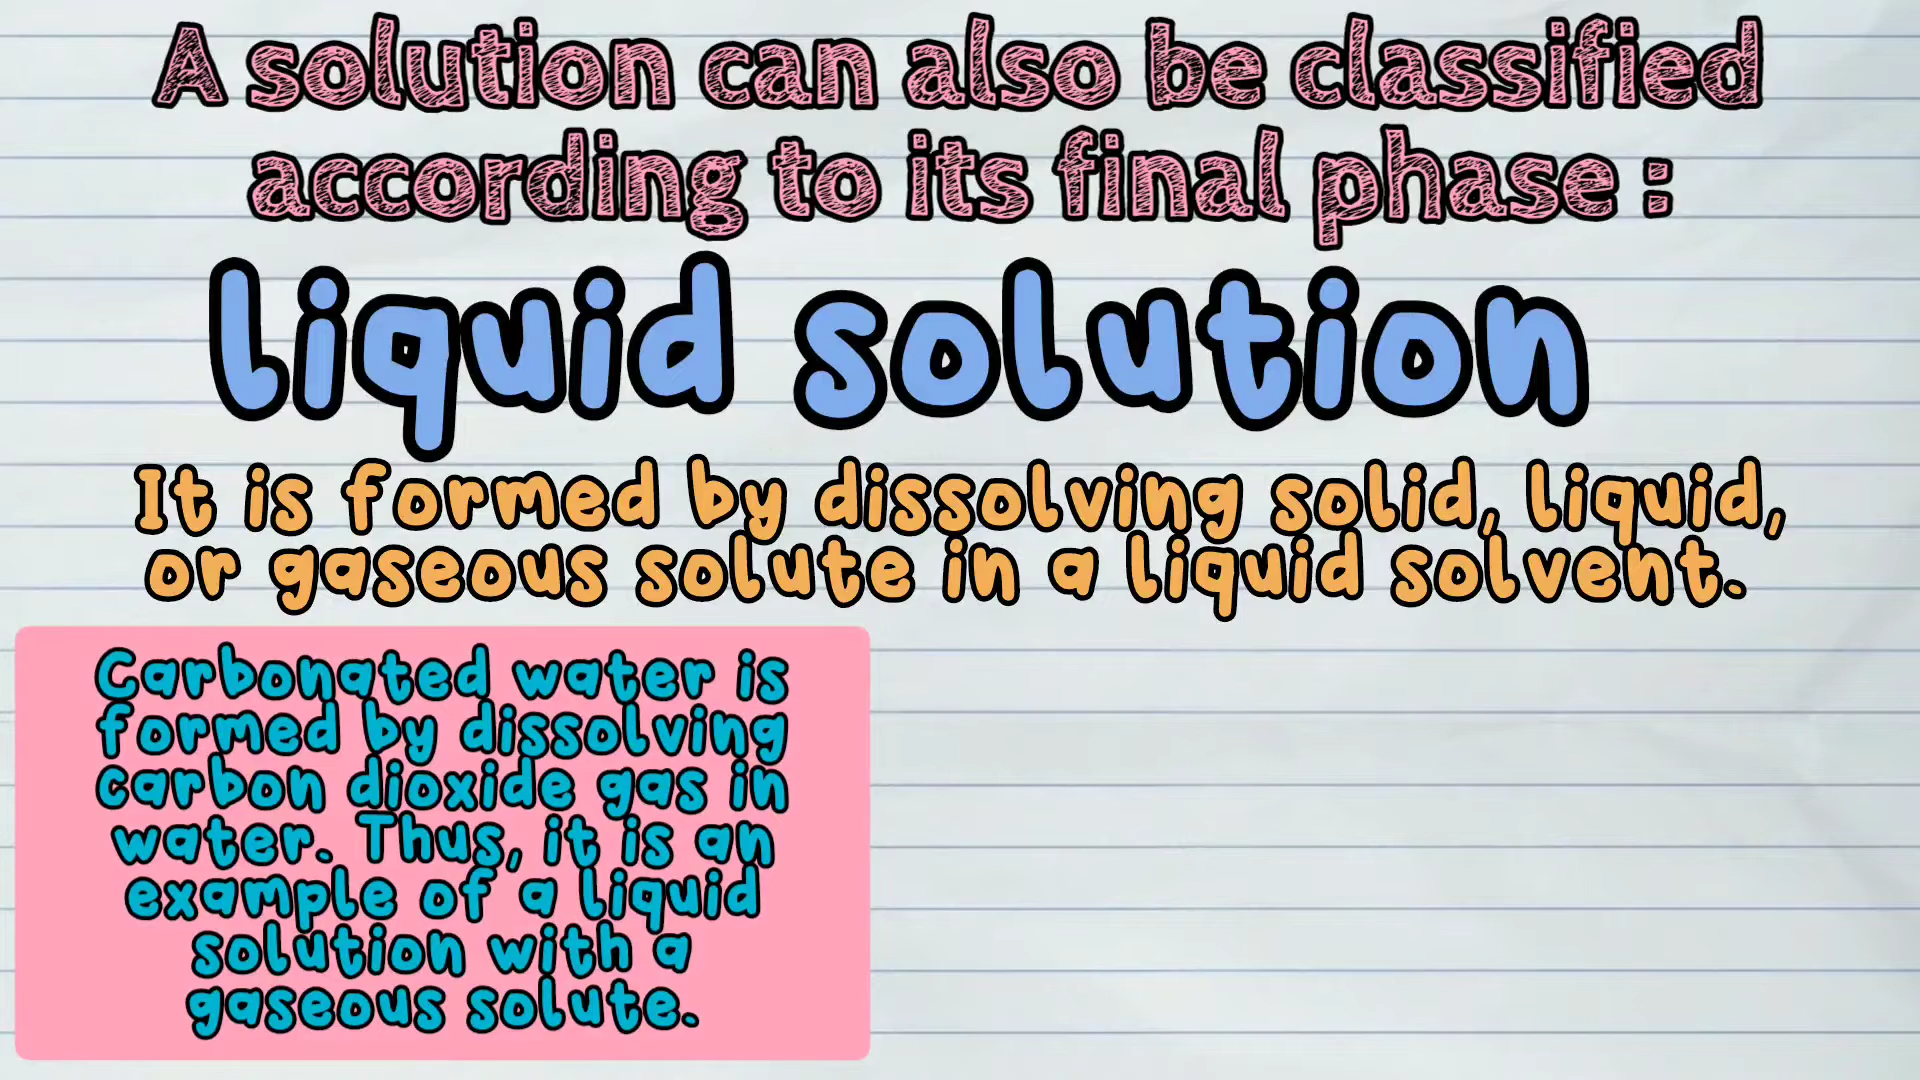 A solution can also be classified
according to its final phase :
liquid solution
It is formed by dissolving solid, liquid,
or gaseous solute in a liquid solvent.
Carbonated water is
formed by dissolving
carbon dioxide gas in
water. Thus, it is an
example of a liquid
solution with a
gaseous solute.